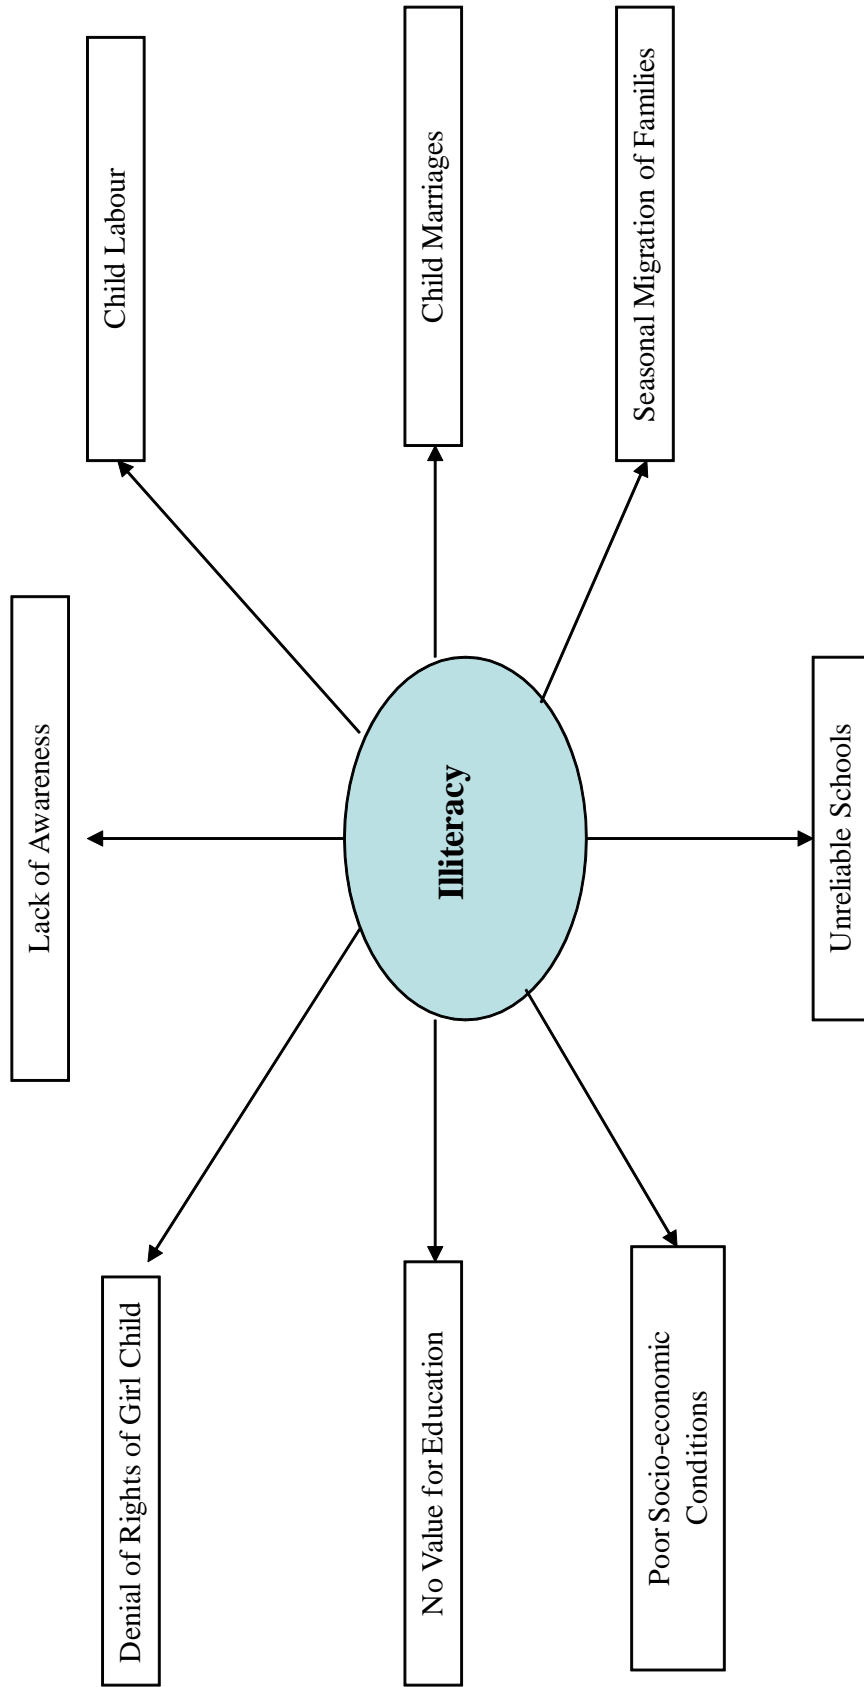 Lack of Awareness
Denial of Rights of Girl Child
Child Labour
No Value for Education
Illiteracy
Child Marriages
Poor Socio-economic
Conditions
Seasonal Migration of Families
Unreliable Schools